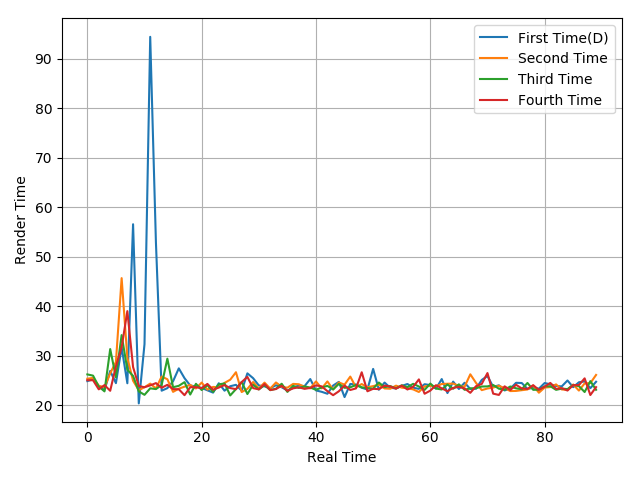 First Time(D)
Second Time
Third Time
Fourth Time
90
80
70
60
50
40
30
20
Render Time
0 20 40 60 80
Real Time